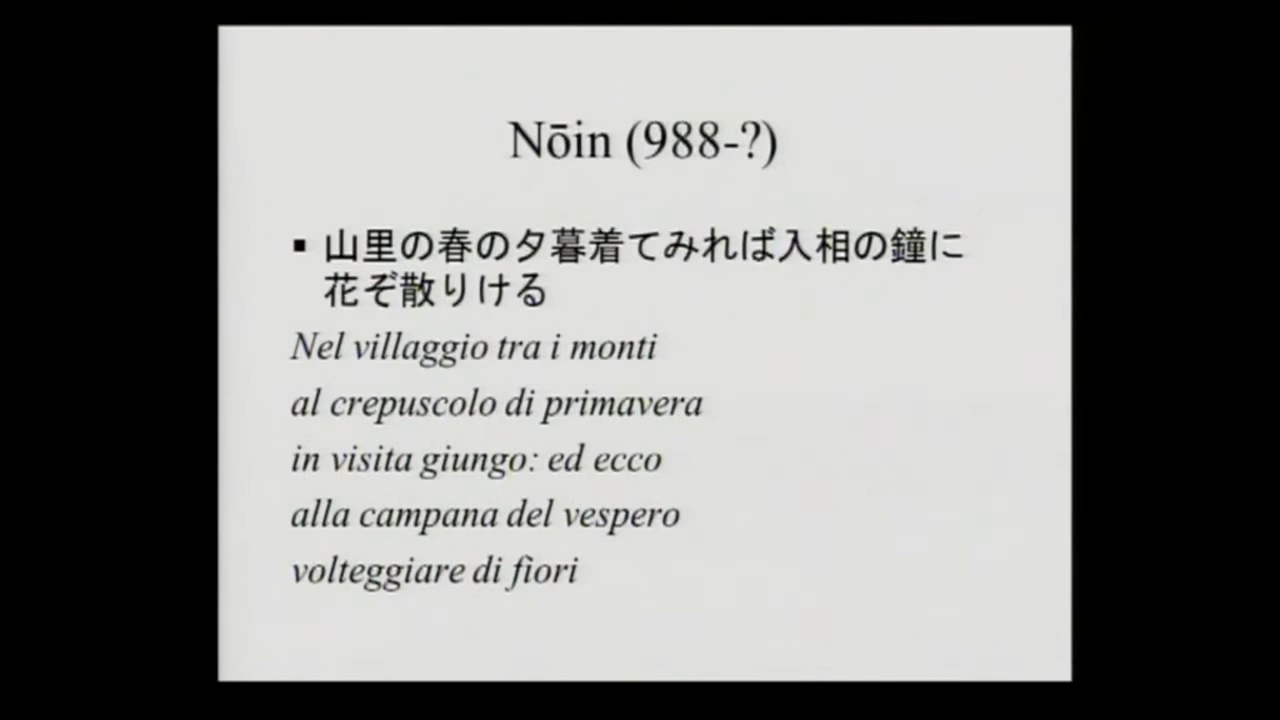 Nōin (988-?)
▪ 山里の春の夕暮着てみれば入相の鐘に
花ぞ散りける
Nel villaggio tra i monti
al crepuscolo di primavera
in visita giungo: ed ecco
alla campana del vespero
volteggiare di fiori